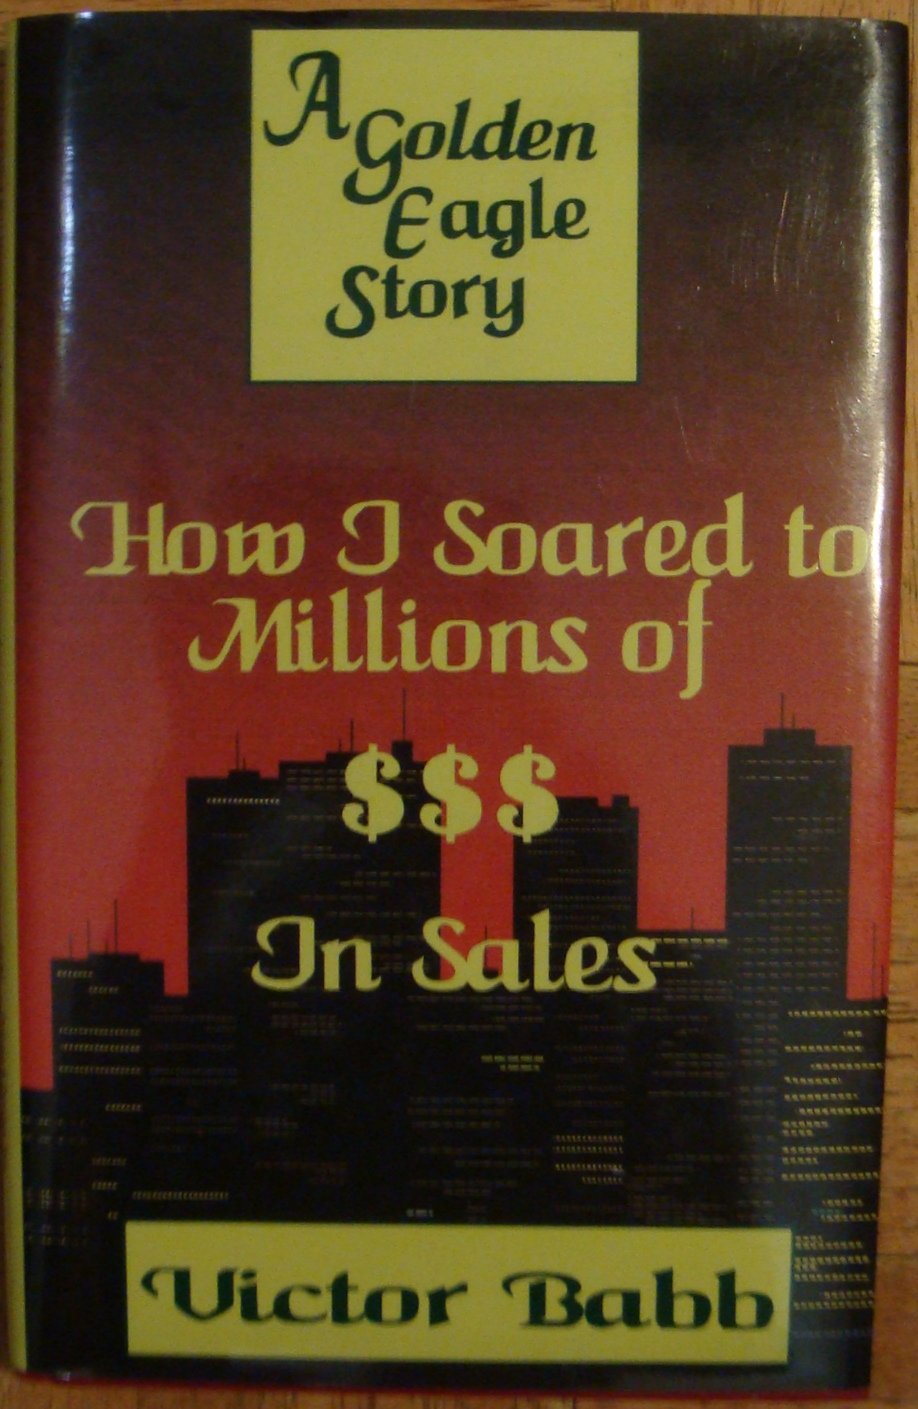 A
Golden
Eagle
Story
How I Soared to
Millions of
$$$
In Sales
Victor Babb